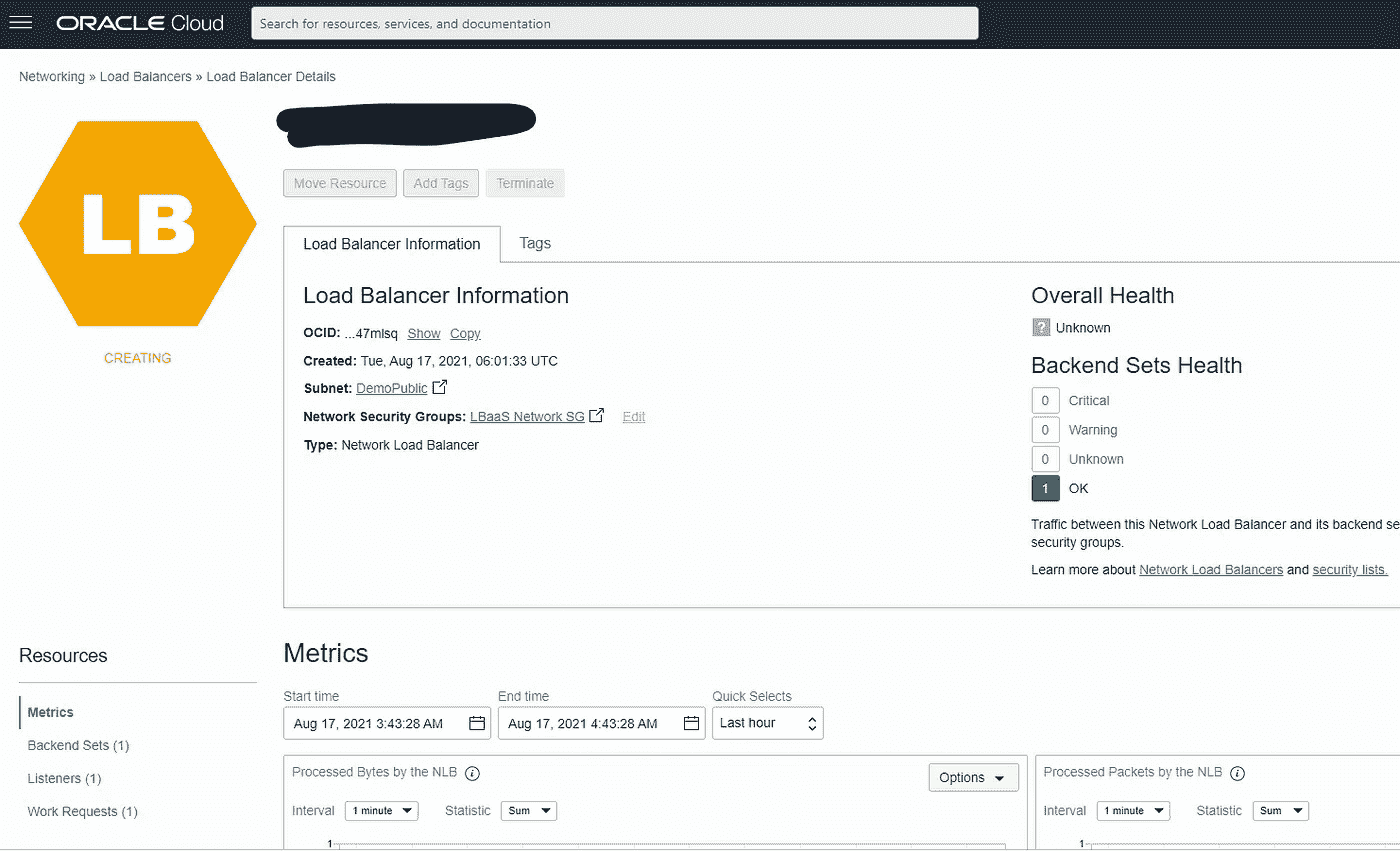 ORACLE Cloud
Search for resources, services, and documentation
Networking » Load Balancers » Load Balancer Details
LB
CREATING
Move Resource
Add Tags
Terminate
Load Balancer Information
Tags
Load Balancer Information
OCID: ...47mlsq Show Copy
Created: Tue, Aug 17, 2021, 06:01:33 UTC
Subnet: DemoPublic
Network Security Groups: LBaaS Network SG Edit
Type: Network Load Balancer
Overall Health
? Unknown
Backend Sets Health
0 Critical
0 Warning
0 Unknown
1 OK
Traffic between this Network Load Balancer and its backend se
security groups.
Learn more about Network Load Balancers and security lists.
Resources
Metrics
Backend Sets (1)
Listeners (1)
Work Requests (1)
Metrics
Start time
Aug 17, 2021 3:43:28 AM
End time
Aug 17, 2021 4:43:28 AM
Quick Selects
Last hour
Processed Bytes by the NLB i
Options
Interval 1 minute Statistic Sum
1
Processed Packets by the NLB i
Interval 1 minute Statistic Sum
1